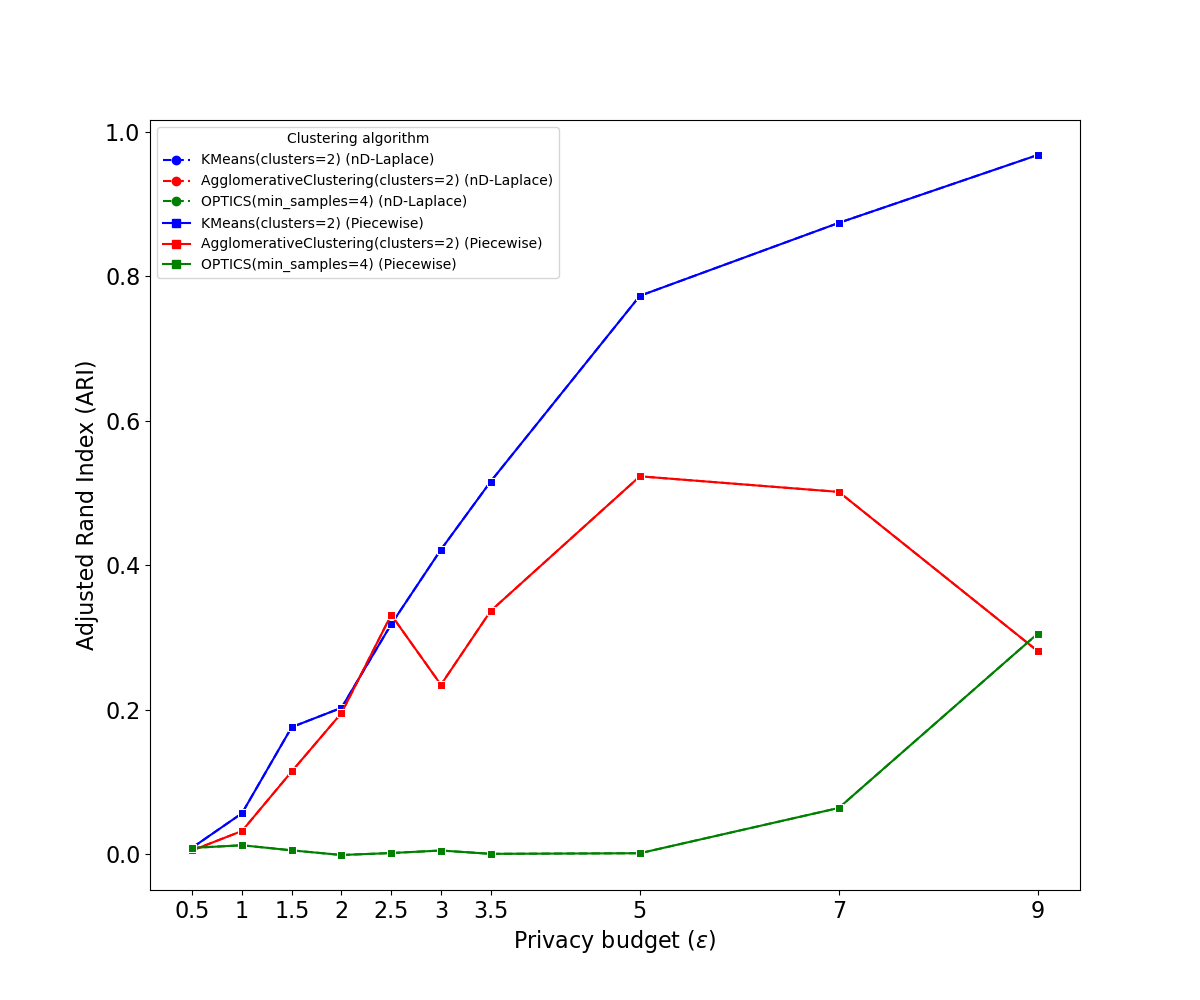 Clustering algorithm
KMeans(clusters=2) (nD-Laplace)
AgglomerativeClustering(clusters=2) (nD-Laplace)
OPTICS(min_samples=4) (nD-Laplace)
KMeans(clusters=2) (Piecewise)
AgglomerativeClustering(clusters=2) (Piecewise)
OPTICS(min_samples=4) (Piecewise)
Adjusted Rand Index (ARI)
1.0
0.8
0.6
0.4
0.2
0.0
0.5 1 1.5 2 2.5 3 3.5 5 7 9
Privacy budget (ε)